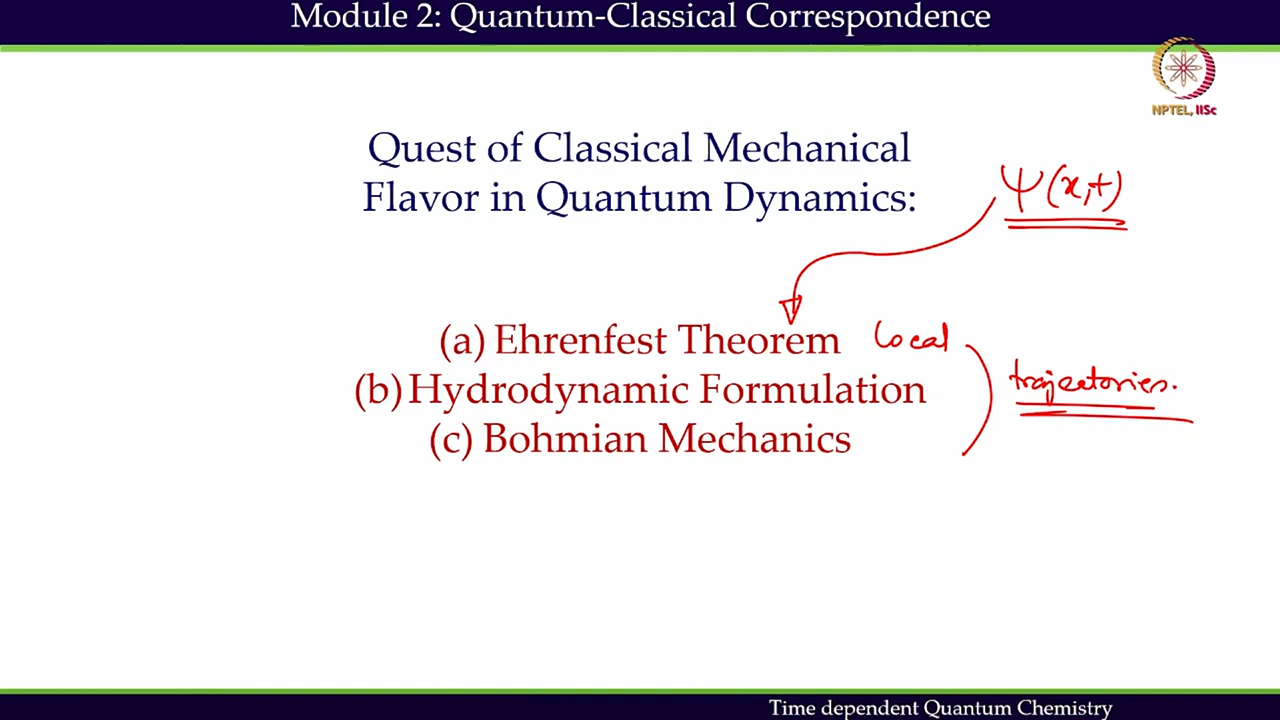 Module 2: Quantum-Classical Correspondence
NPTEL, IISc
Quest of Classical Mechanical
Flavor in Quantum Dynamics:
Ψ(x,t)
(a) Ehrenfest Theorem local
(b) Hydrodynamic Formulation trajectories.
(c) Bohmian Mechanics
Time dependent Quantum Chemistry